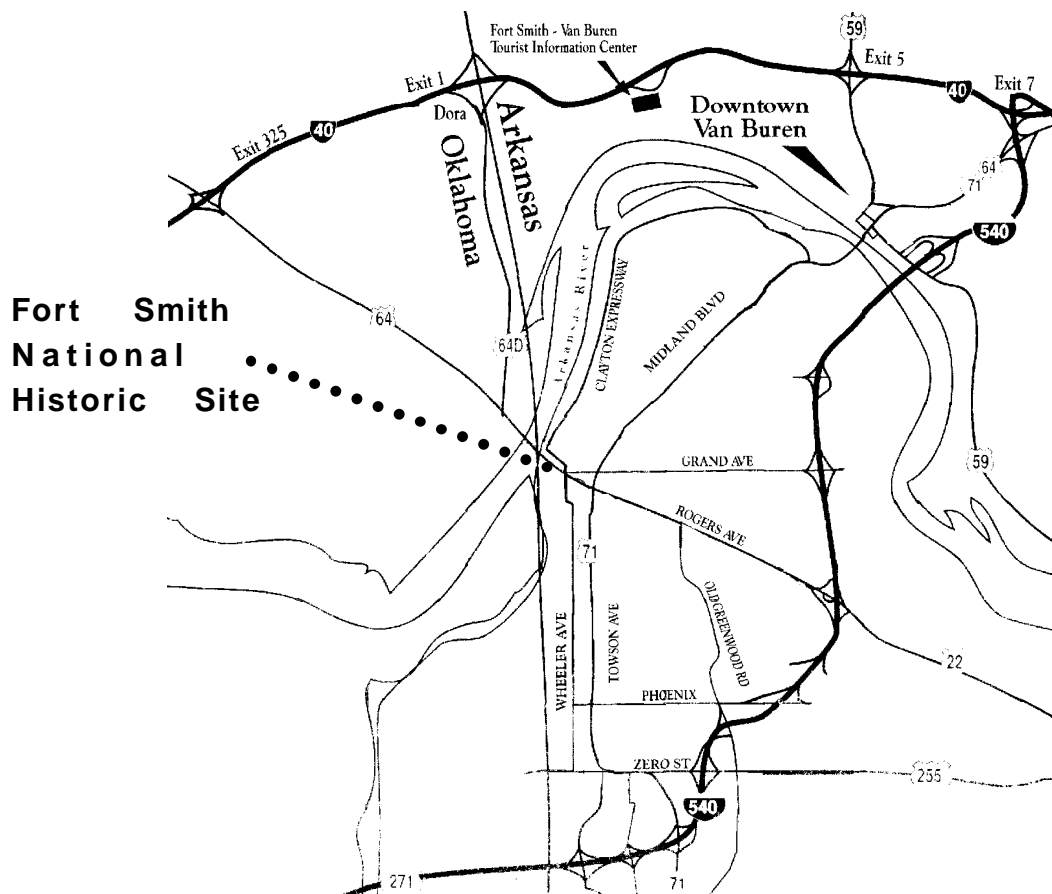 59
Fort Smith - Van Buren
Tourist Information Center
Exit 5
Exit 1
Exit 7
40
Downtown
Van Buren
Dora
Arkansas
Exit 325
40
Oklahoma
64
71
540
Arkansas River
CLAYTON EXPRESSWAY
MIDLAND BLVD
Fort Smith
National
Historic Site
64
64D
GRAND AVE
59
ROGERS AVE
71
OLD GREENWOOD RD
WHEELER AVE
TOWSON AVE
22
PHOENIX
ZERO ST
255
540
271
71